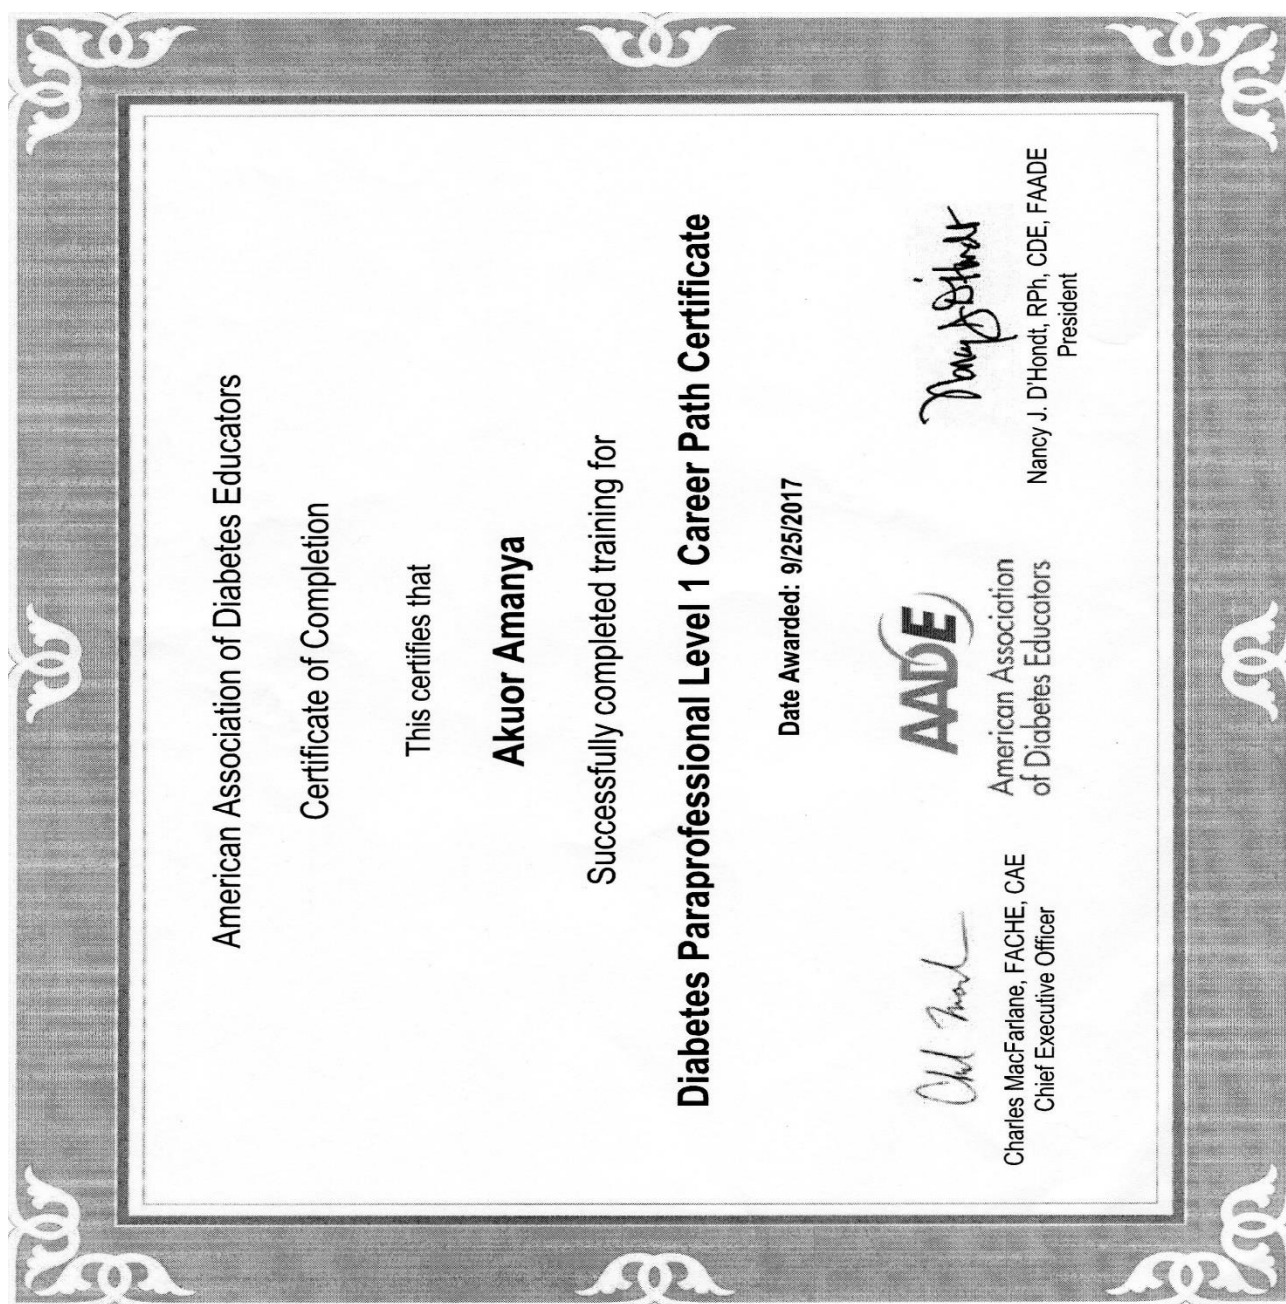 American Association of Diabetes Educators
Certificate of Completion
This certifies that
Akuor Amanya
Successfully completed training for
Diabetes Paraprofessional Level 1 Career Path Certificate
Date Awarded: 9/25/2017
Charles MacFarlane, FACHE, CAE
Chief Executive Officer
AADE
American Association
of Diabetes Educators
Nancy J. D'Hondt
Nancy J. D'Hondt, RPh, CDE, FAADE
President